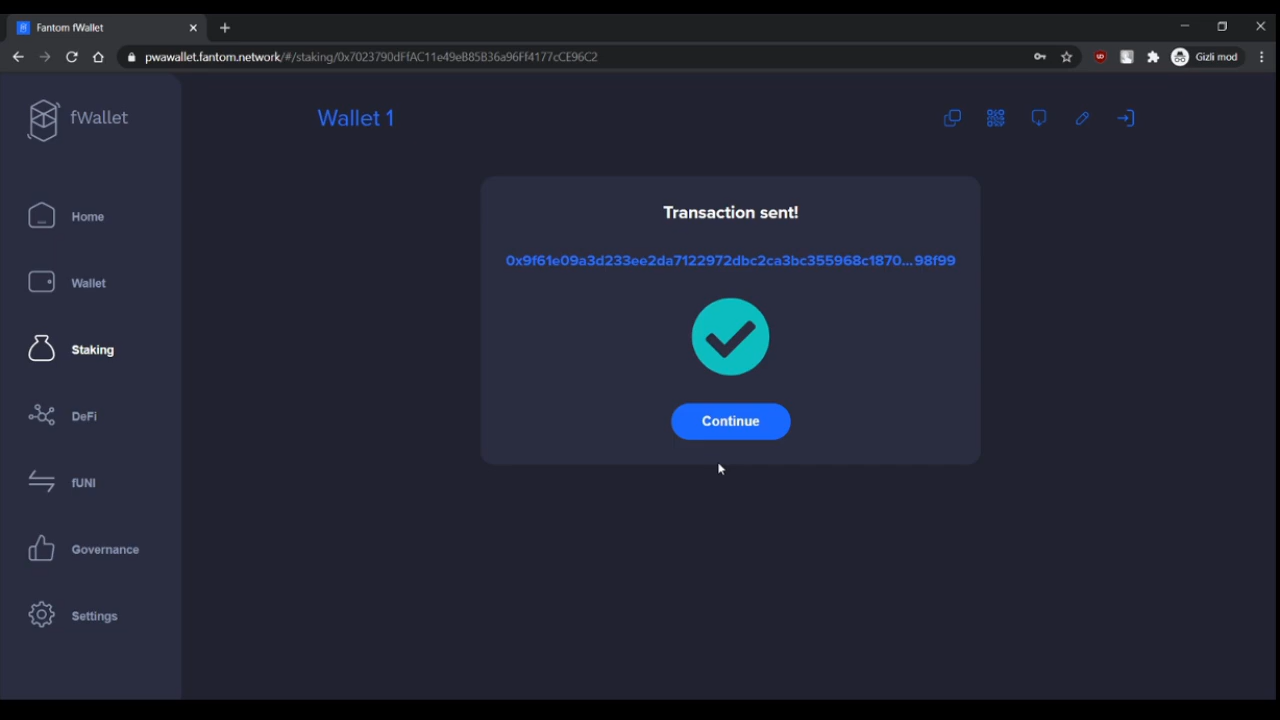 Fantom fWallet
pwawallet.fantom.network/#/staking/0x7023790dFfAC11e49eB85B36a96Ff4177cCE96C2
Gizli mod
fWallet
Wallet 1
Home
Wallet
Staking
DeFi
fUNI
Governance
Settings
Transaction sent!
0x9f61e09a3d233ee2da7122972dbc2ca3bc355968c1870...98f99
Continue